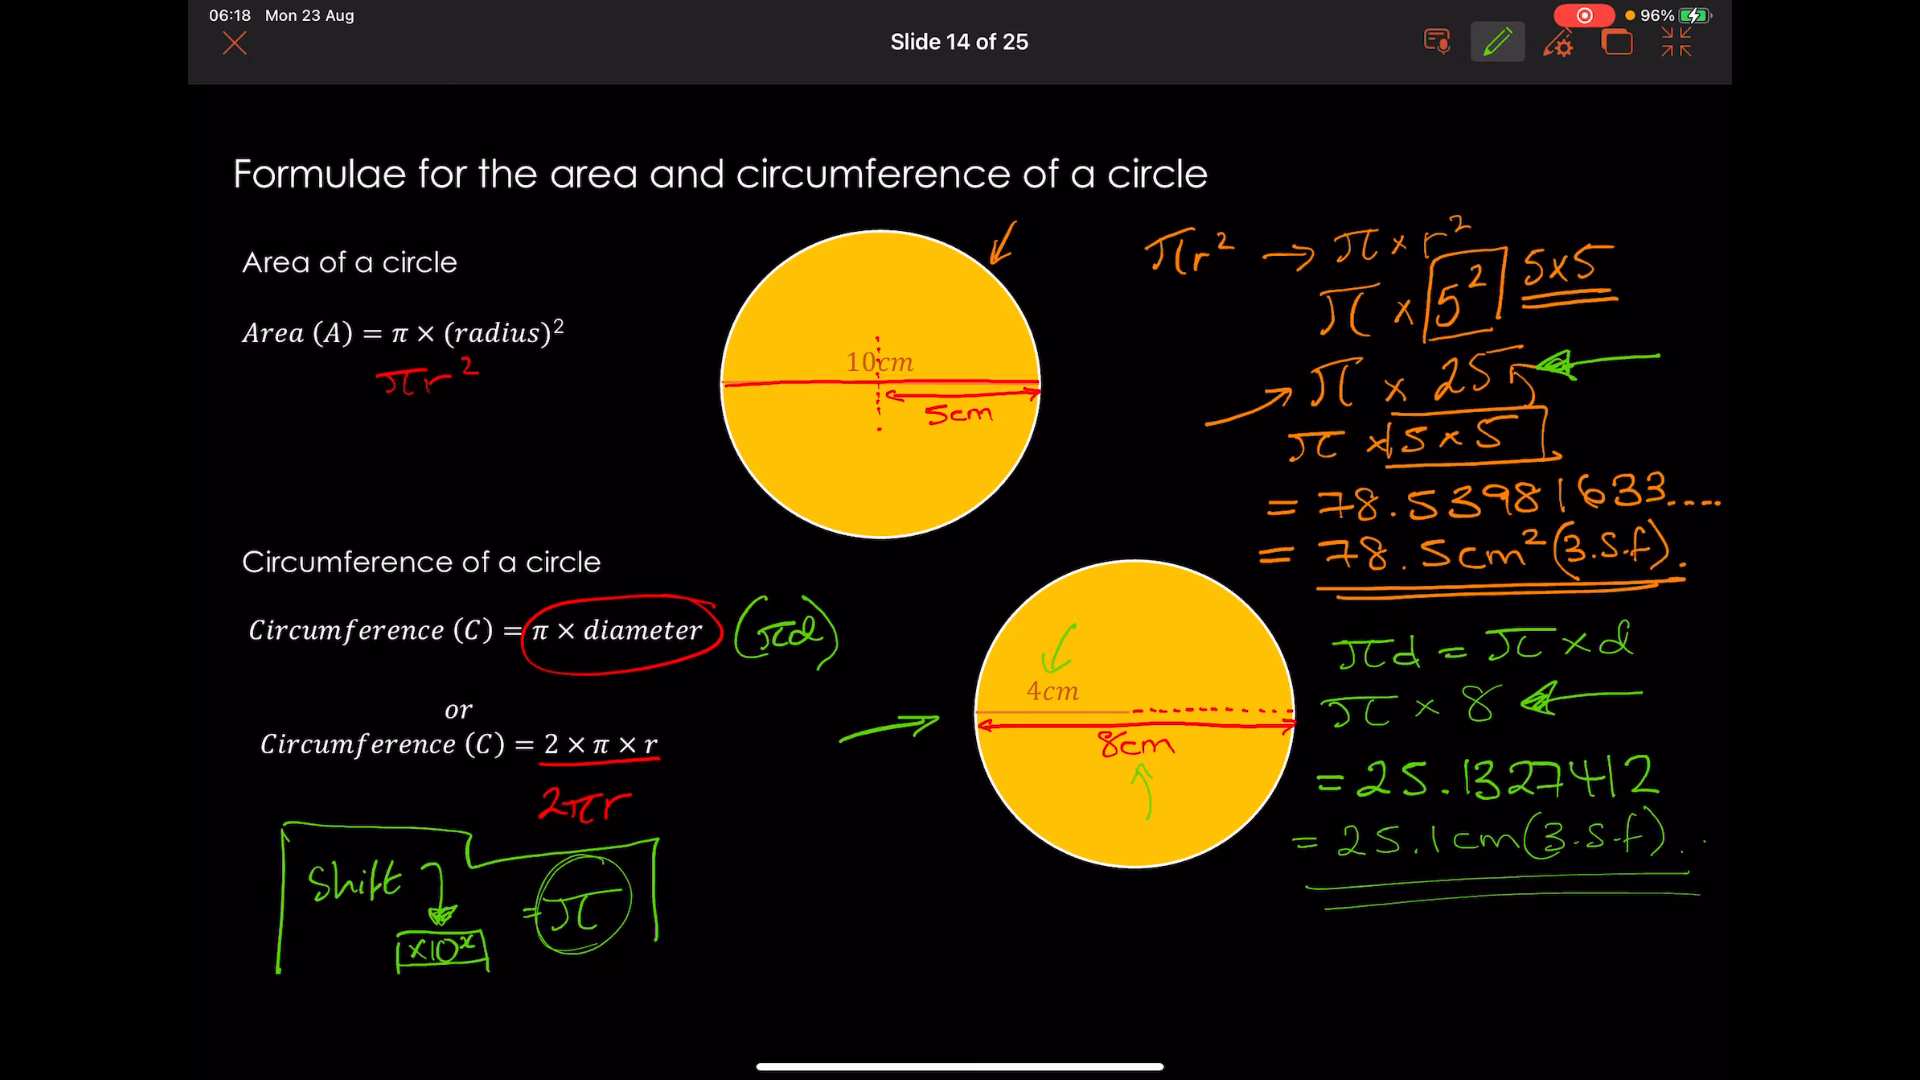 06:18 Mon 23 Aug
96%
Slide 14 of 25
Formulae for the area and circumference of a circle
Area of a circle
Area (A) = π × (radius)²
πr²
10cm
5cm
πr² → π × r²
π × 5² 5×5
π × 25
π × 5 × 5
= 78.53981633....
= 78.5cm² (3.s.f).
Circumference of a circle
Circumference (C) = π × diameter (πd)
or
Circumference (C) = 2 × π × r
2πr
Shift
×10ˣ
= π
4cm
8cm
πd = π × d
π × 8
= 25.1327412
= 25.1cm (3.s.f)...